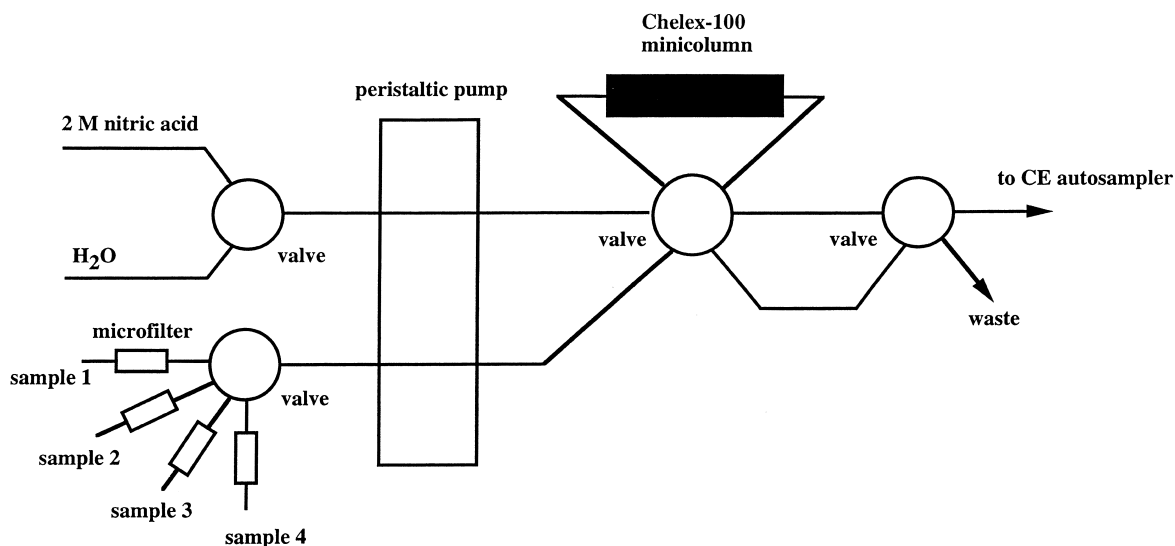 Chelex-100
minicolumn
peristaltic pump
2 M nitric acid
to CE autosampler
valve
valve
valve
H₂O
waste
microfilter
sample 1
valve
sample 2
sample 3
sample 4